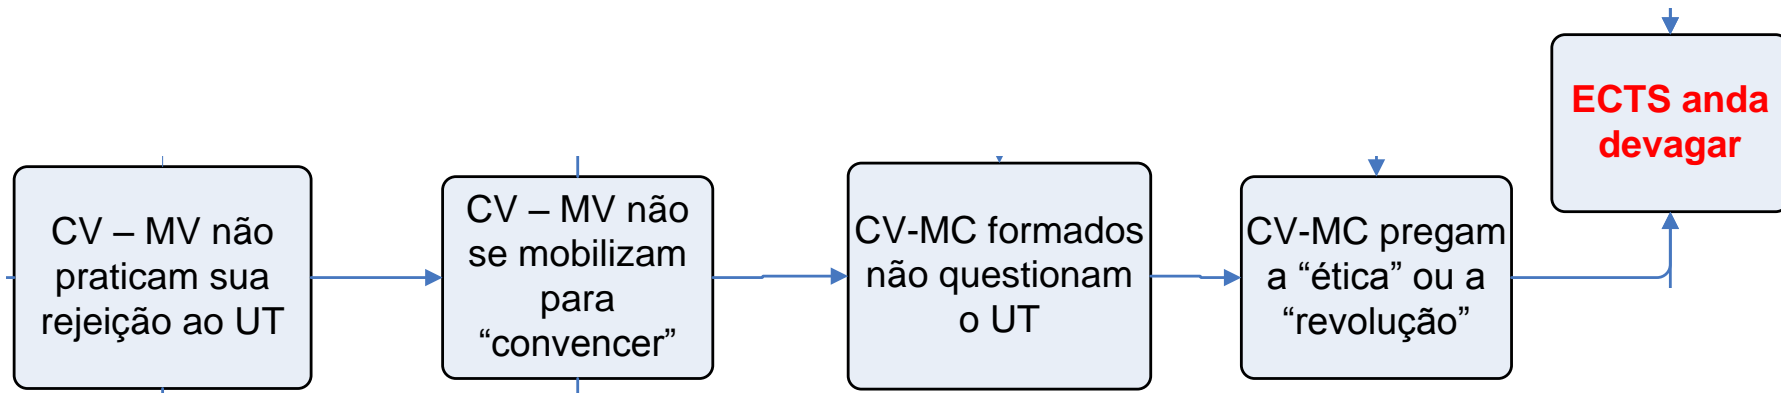 CV – MV não
praticam sua
rejeição ao UT
CV – MV não
se mobilizam
para
“convencer”
CV-MC formados
não questionam
o UT
CV-MC pregam
a “ética” ou a
“revolução”
ECTS anda
devagar